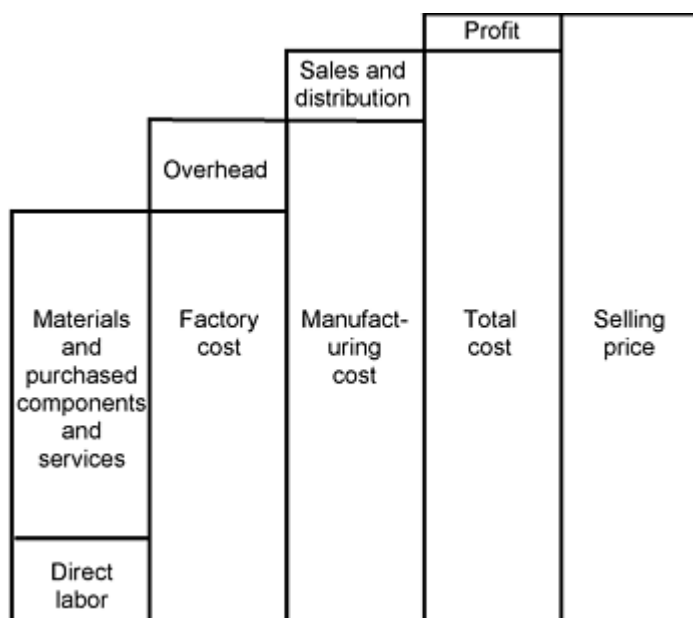 Profit
Sales and
distribution
Overhead
Materials
and
purchased
components
and
services
Factory
cost
Manufact-
uring
cost
Total
cost
Selling
price
Direct
labor